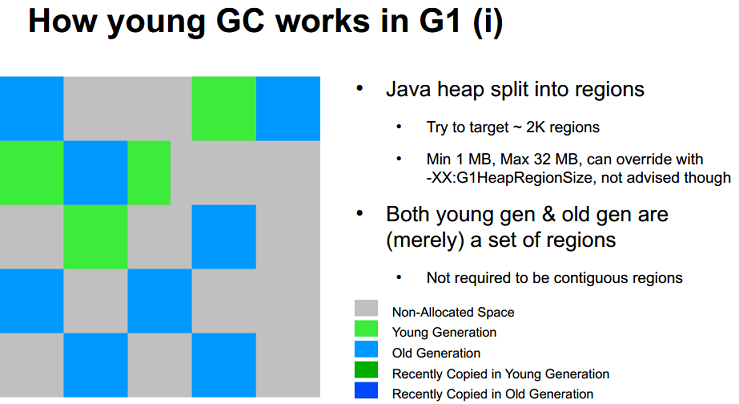 How young GC works in G1 (i)
• Java heap split into regions
• Try to target ~ 2K regions
• Min 1 MB, Max 32 MB, can override with
-XX:G1HeapRegionSize, not advised though
• Both young gen & old gen are
(merely) a set of regions
• Not required to be contiguous regions
Non-Allocated Space
Young Generation
Old Generation
Recently Copied in Young Generation
Recently Copied in Old Generation